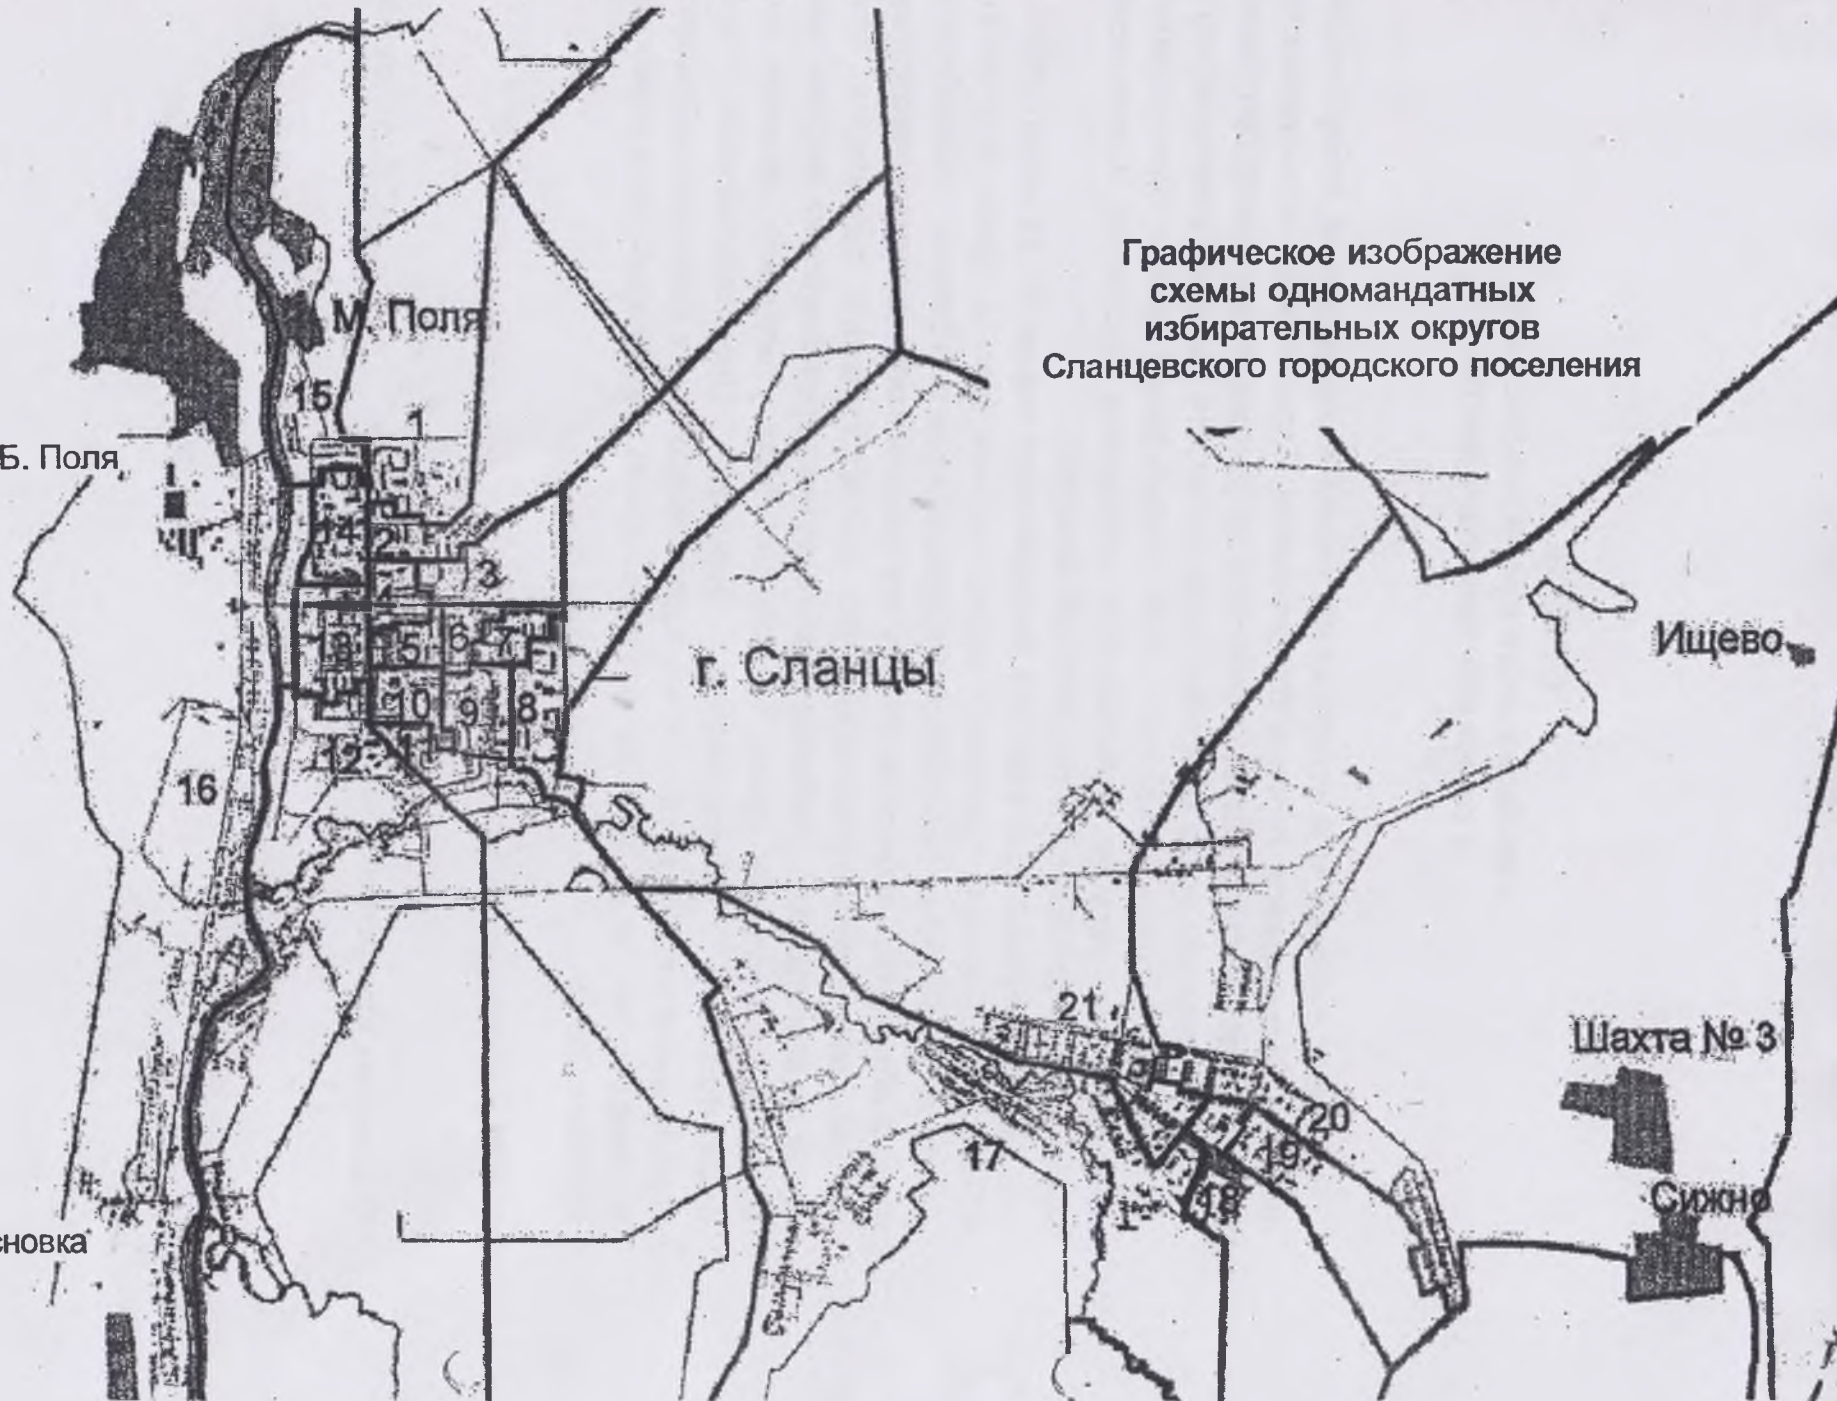 Графическое изображение
схемы одномандатных
избирательных округов
Сланцевского городского поселения
М. Поля
15
1
Б. Поля
14
2
3
4
5
6
7
г. Сланцы
Ищево
10
9
8
12
16
21
Шахта № 3
20
17
19
18
Сижно
сновка